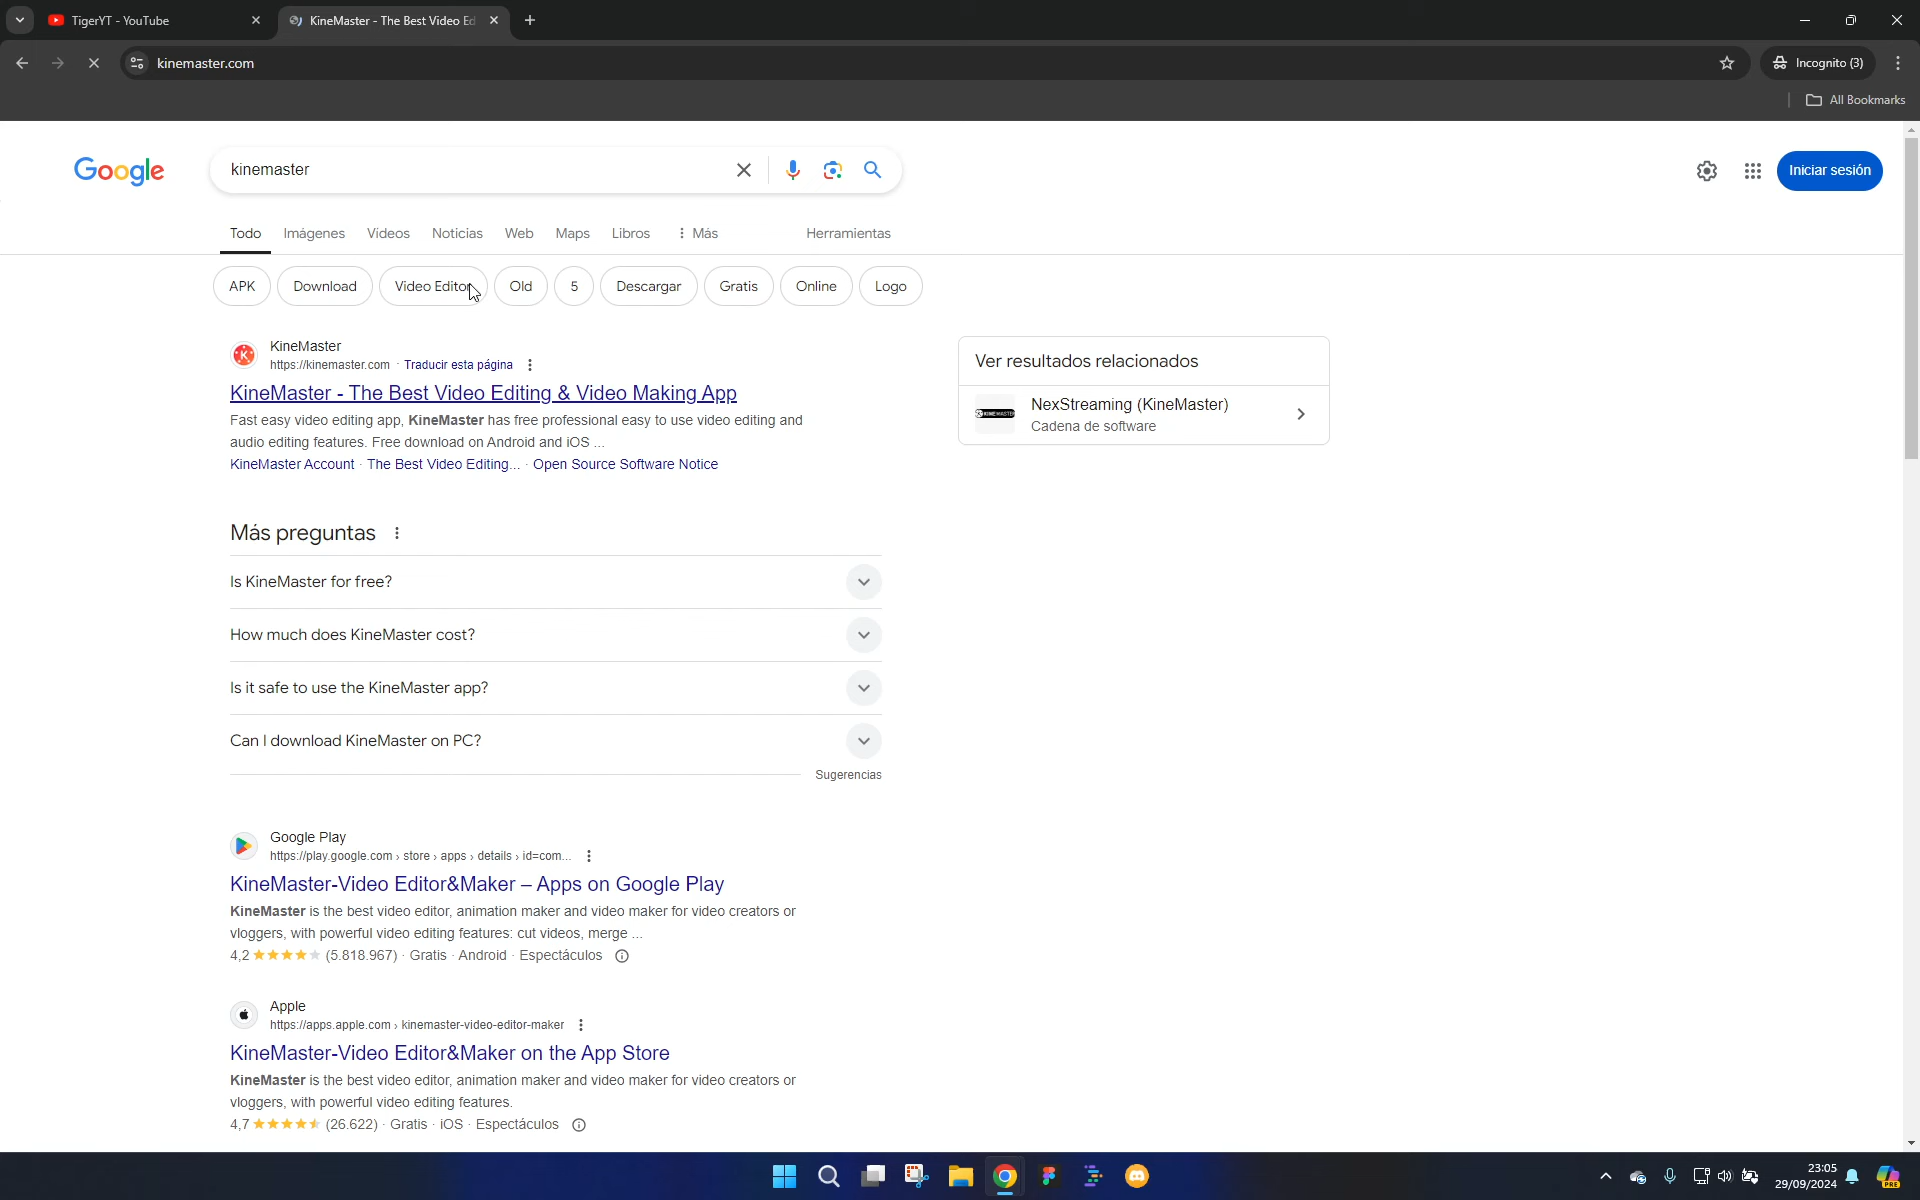 TigerYT - YouTube
KineMaster - The Best Video Ed
kinemaster.com
Incognito (3)
All Bookmarks
Google
kinemaster
Iniciar sesión
Todo
Imágenes
Videos
Noticias
Web
Maps
Libros
Más
Herramientas
APK
Download
Video Editor
Old
5
Descargar
Gratis
Online
Logo
KineMaster
https://kinemaster.com · Traducir esta página
KineMaster - The Best Video Editing & Video Making App
Fast easy video editing app, KineMaster has free professional easy to use video editing and
audio editing features. Free download on Android and iOS ...
KineMaster Account · The Best Video Editing... · Open Source Software Notice
Ver resultados relacionados
NexStreaming (KineMaster)
Cadena de software
Más preguntas
Is KineMaster for free?
How much does KineMaster cost?
Is it safe to use the KineMaster app?
Can I download KineMaster on PC?
Sugerencias
Google Play
https://play.google.com › store › apps › details › id=com...
KineMaster-Video Editor&Maker – Apps on Google Play
KineMaster is the best video editor, animation maker and video maker for video creators or
vloggers, with powerful video editing features: cut videos, merge ...
4,2 (5.818.967) · Gratis · Android · Espectáculos
Apple
https://apps.apple.com › kinemaster-video-editor-maker
KineMaster-Video Editor&Maker on the App Store
KineMaster is the best video editor, animation maker and video maker for video creators or
vloggers, with powerful video editing features.
4,7 (26.622) · Gratis · iOS · Espectáculos
23:05
29/09/2024
PRE